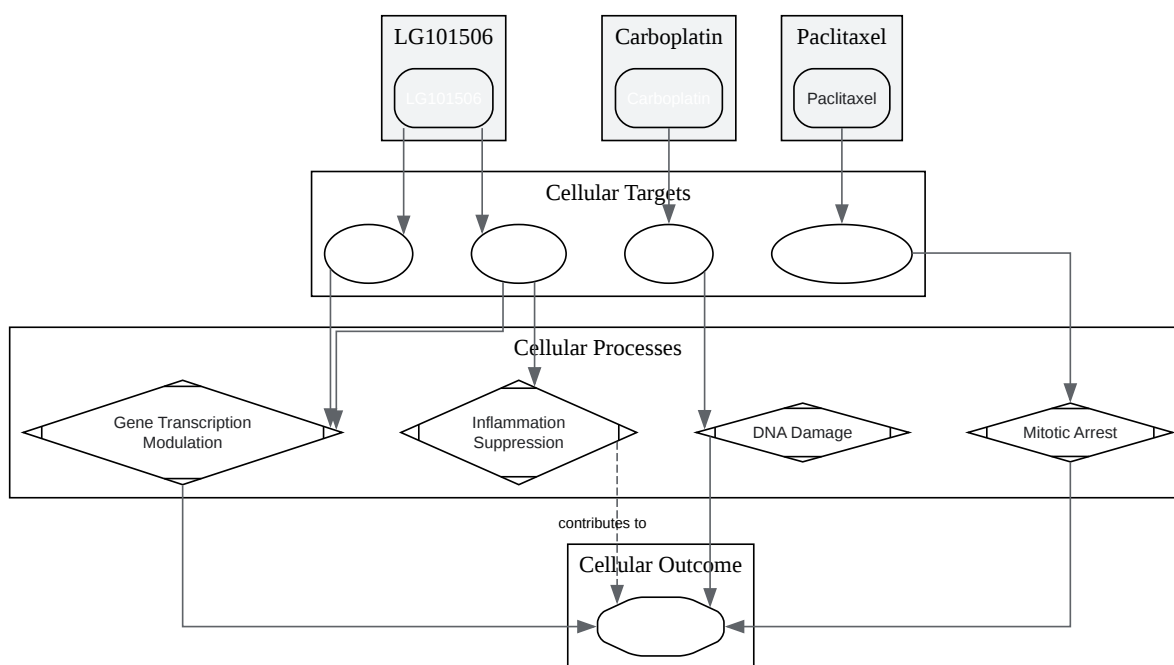 LG101506
Carboplatin
Paclitaxel
LG101506
Carboplatin
Paclitaxel
Cellular Targets
Cellular Processes
Gene Transcription
Modulation
Inflammation
Suppression
DNA Damage
Mitotic Arrest
contributes to
Cellular Outcome